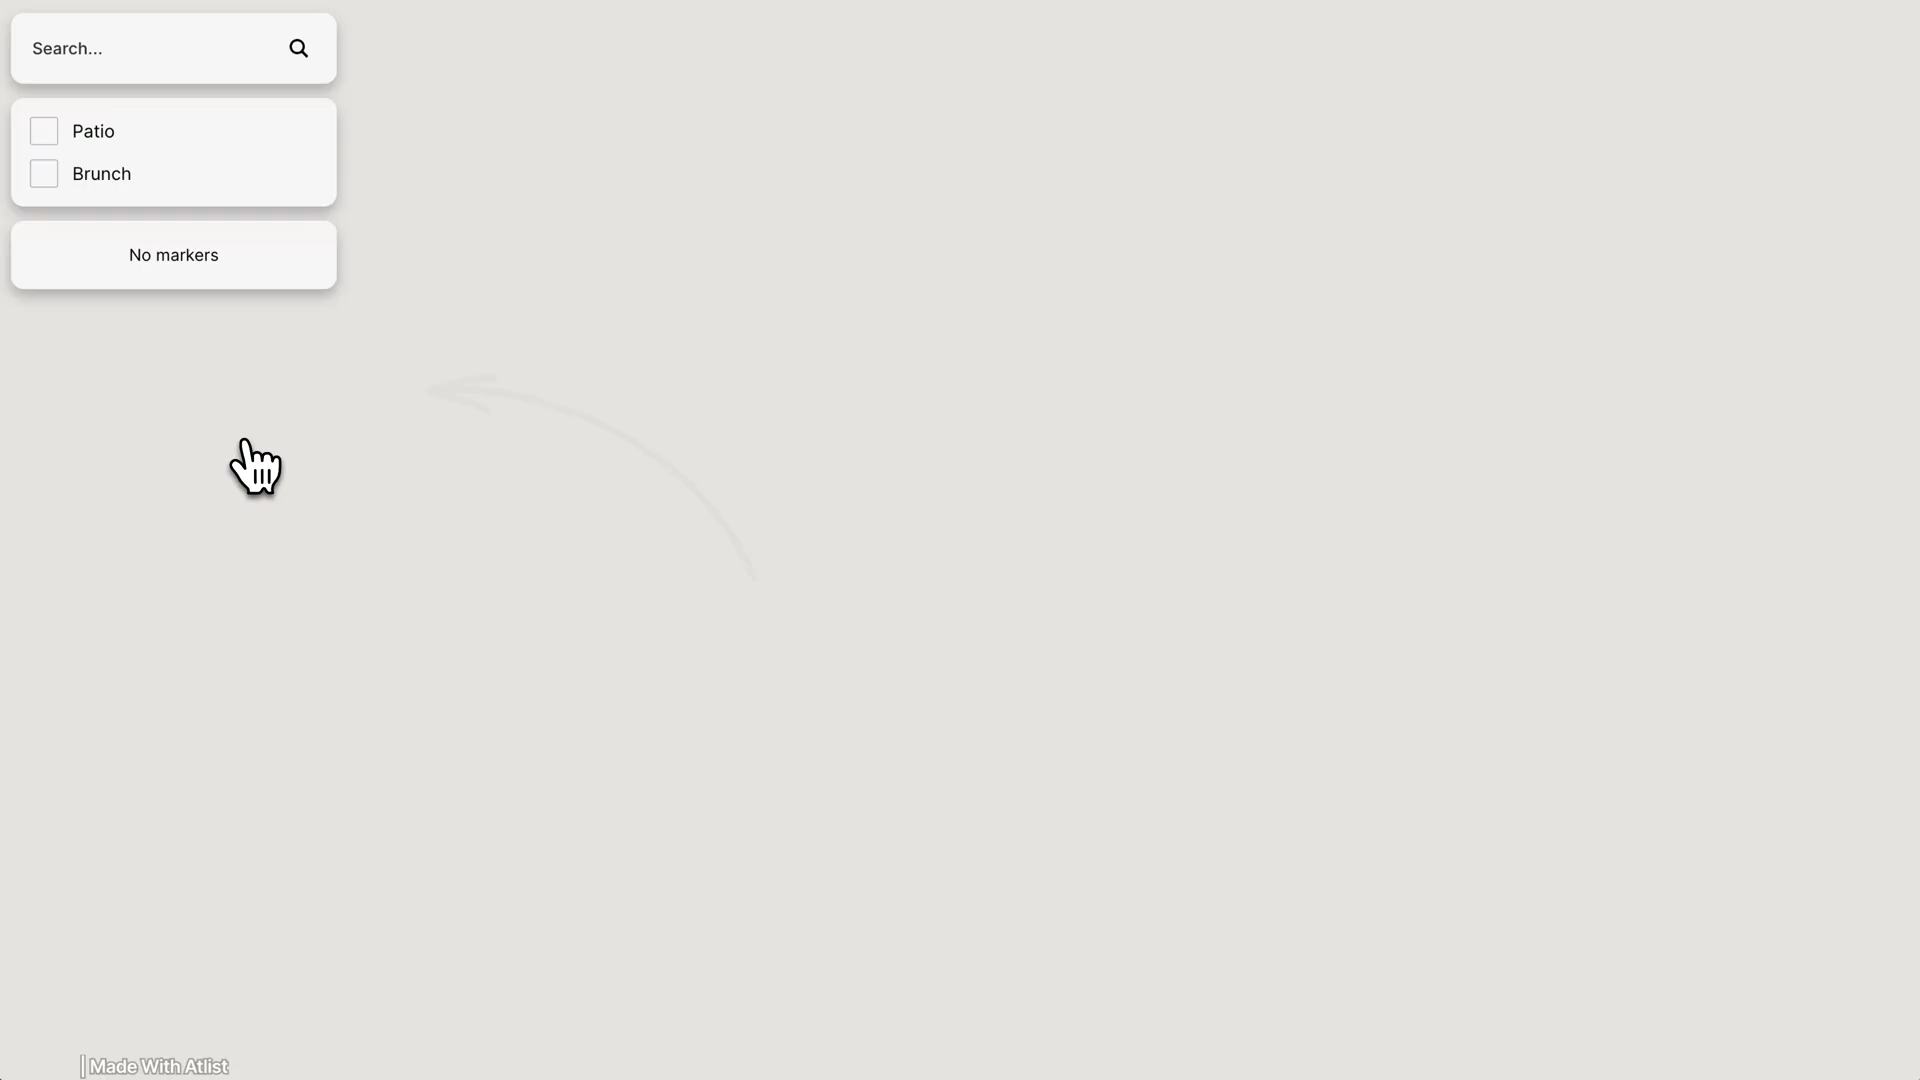 Search...
Patio
Brunch
No markers
| Made With Atlist